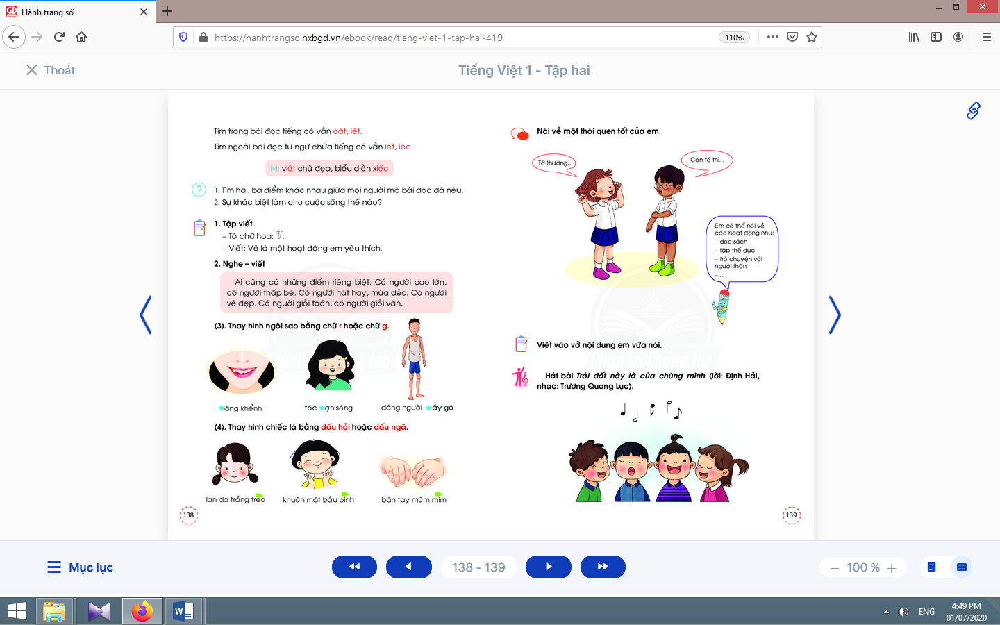 Hành trang số
https://hanhtrangso.nxbgd.vn/ebook/read/tieng-viet-1-tap-hai-419
110%
Thoát
Tiếng Việt 1 - Tập hai
Tìm trong bài đọc tiếng có vần oăt, iêt.
Tìm ngoài bài đọc từ ngữ chứa tiếng có vần iêt, iêc.
M: viết chữ đẹp, biểu diễn xiếc
?
1. Tìm hai, ba điểm khác nhau giữa mọi người mà bài đọc đã nêu.
2. Sự khác biệt làm cho cuộc sống thế nào?
1. Tập viết
– Tô chữ hoa: V.
– Viết: Vẽ là một hoạt động em yêu thích.
2. Nghe – viết
Ai cũng có những điểm riêng biệt. Có người cao lớn,
có người thấp bé. Có người hát hay, múa dẻo. Có người
vẽ đẹp. Có người giỏi toán, có người giỏi văn.
(3). Thay hình ngôi sao bằng chữ r hoặc chữ g.
★ăng khểnh
tóc ★ợn sóng
dáng người ★ầy gò
(4). Thay hình chiếc lá bằng dấu hỏi hoặc dấu ngã.
làn da trắng treo
khuôn mặt bầu binh
bàn tay mũm mim
138
Nói về một thói quen tốt của em.
Tớ thường...
Còn tớ thì...
Em có thể nói về
các hoạt động như:
– đọc sách
– tập thể dục
– trò chuyện với
người thân
– ...
Viết vào vở nội dung em vừa nói.
Hát bài Trái đất này là của chúng mình (lời: Định Hải,
nhạc: Trương Quang Lục).
Chân trời sáng tạo
139
Mục lục
138 - 139
100 %
ENG
4:49 PM
01/07/2020